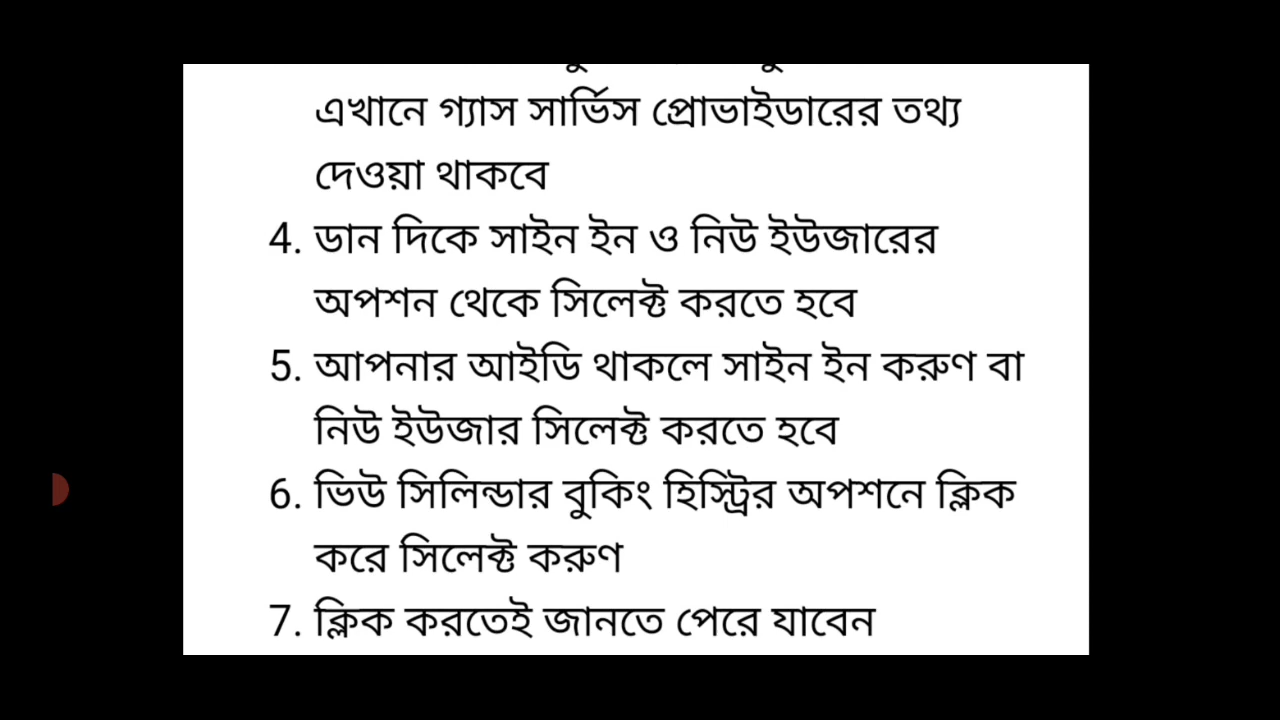 এখানে গ্যাস সার্ভিস প্রোভাইডারের তথ্য
দেওয়া থাকবে
4. ডান দিকে সাইন ইন ও নিউ ইউজারের
অপশন থেকে সিলেক্ট করতে হবে
5. আপনার আইডি থাকলে সাইন ইন করুণ বা
নিউ ইউজার সিলেক্ট করতে হবে
6. ভিউ সিলিন্ডার বুকিং হিস্ট্রির অপশনে ক্লিক
করে সিলেক্ট করুণ
7. ক্লিক করতেই জানতে পেরে যাবেন